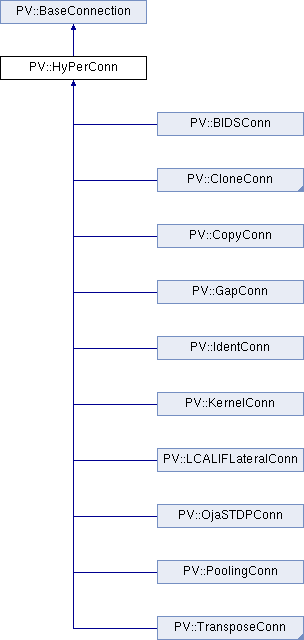 PV::BaseConnection
PV::HyPerConn
PV::BIDSConn
PV::CloneConn
PV::CopyConn
PV::GapConn
PV::IdentConn
PV::KernelConn
PV::LCALIFLateralConn
PV::OjaSTDPConn
PV::PoolingConn
PV::TransposeConn